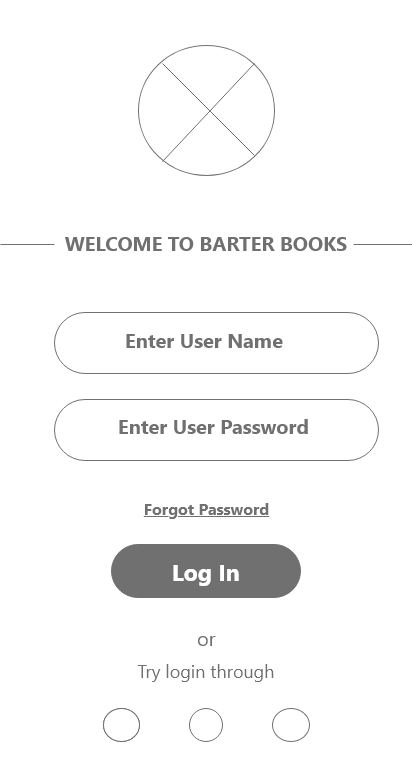 WELCOME TO BARTER BOOKS
Enter User Name
Enter User Password
Forgot Password
Log In
or
Try login through